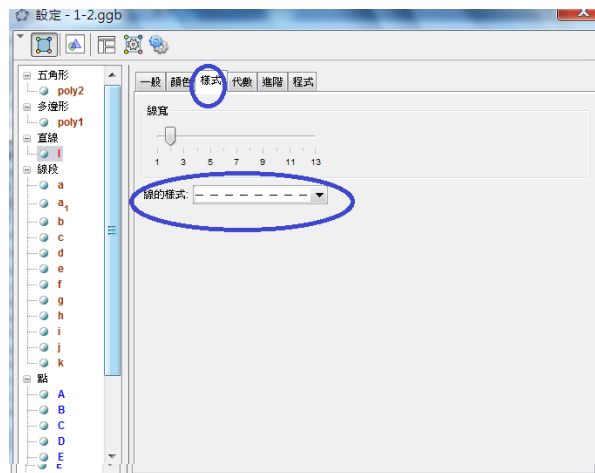 設定 - 1-2.ggb
五角形
poly2
多邊形
poly1
直線
l
線段
a
a₁
b
c
d
e
f
g
h
i
j
k
點
A
B
C
D
E
F
一般 顏色 樣式 代數 進階 程式
線寬
1 3 5 7 9 11 13
線的樣式: